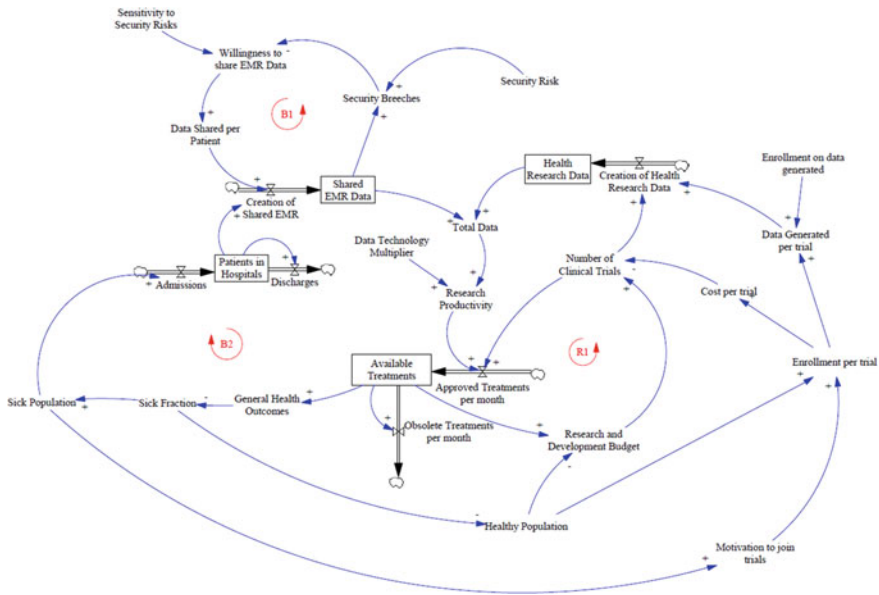 Sensitivity to
Security Risks
Willingness to
share EMR Data
Security Breeches
Security Risk
B1
Data Shared per
Patient
Creation of
Shared EMR
Shared
EMR Data
Health
Research Data
Creation of Health
Research Data
Enrollment on data
generated
Total Data
Data Generated
per trial
Data Technology
Multiplier
Number of
Clinical Trials
Patients in
Hospitals
Admissions
Discharges
Research
Productivity
Cost per trial
B2
R1
Available
Treatments
Approved Treatments
per month
Enrollment per trial
Sick Population
Sick Fraction
General Health
Outcomes
Obsolete Treatments
per month
Research and
Development Budget
Healthy Population
Motivation to join
trials